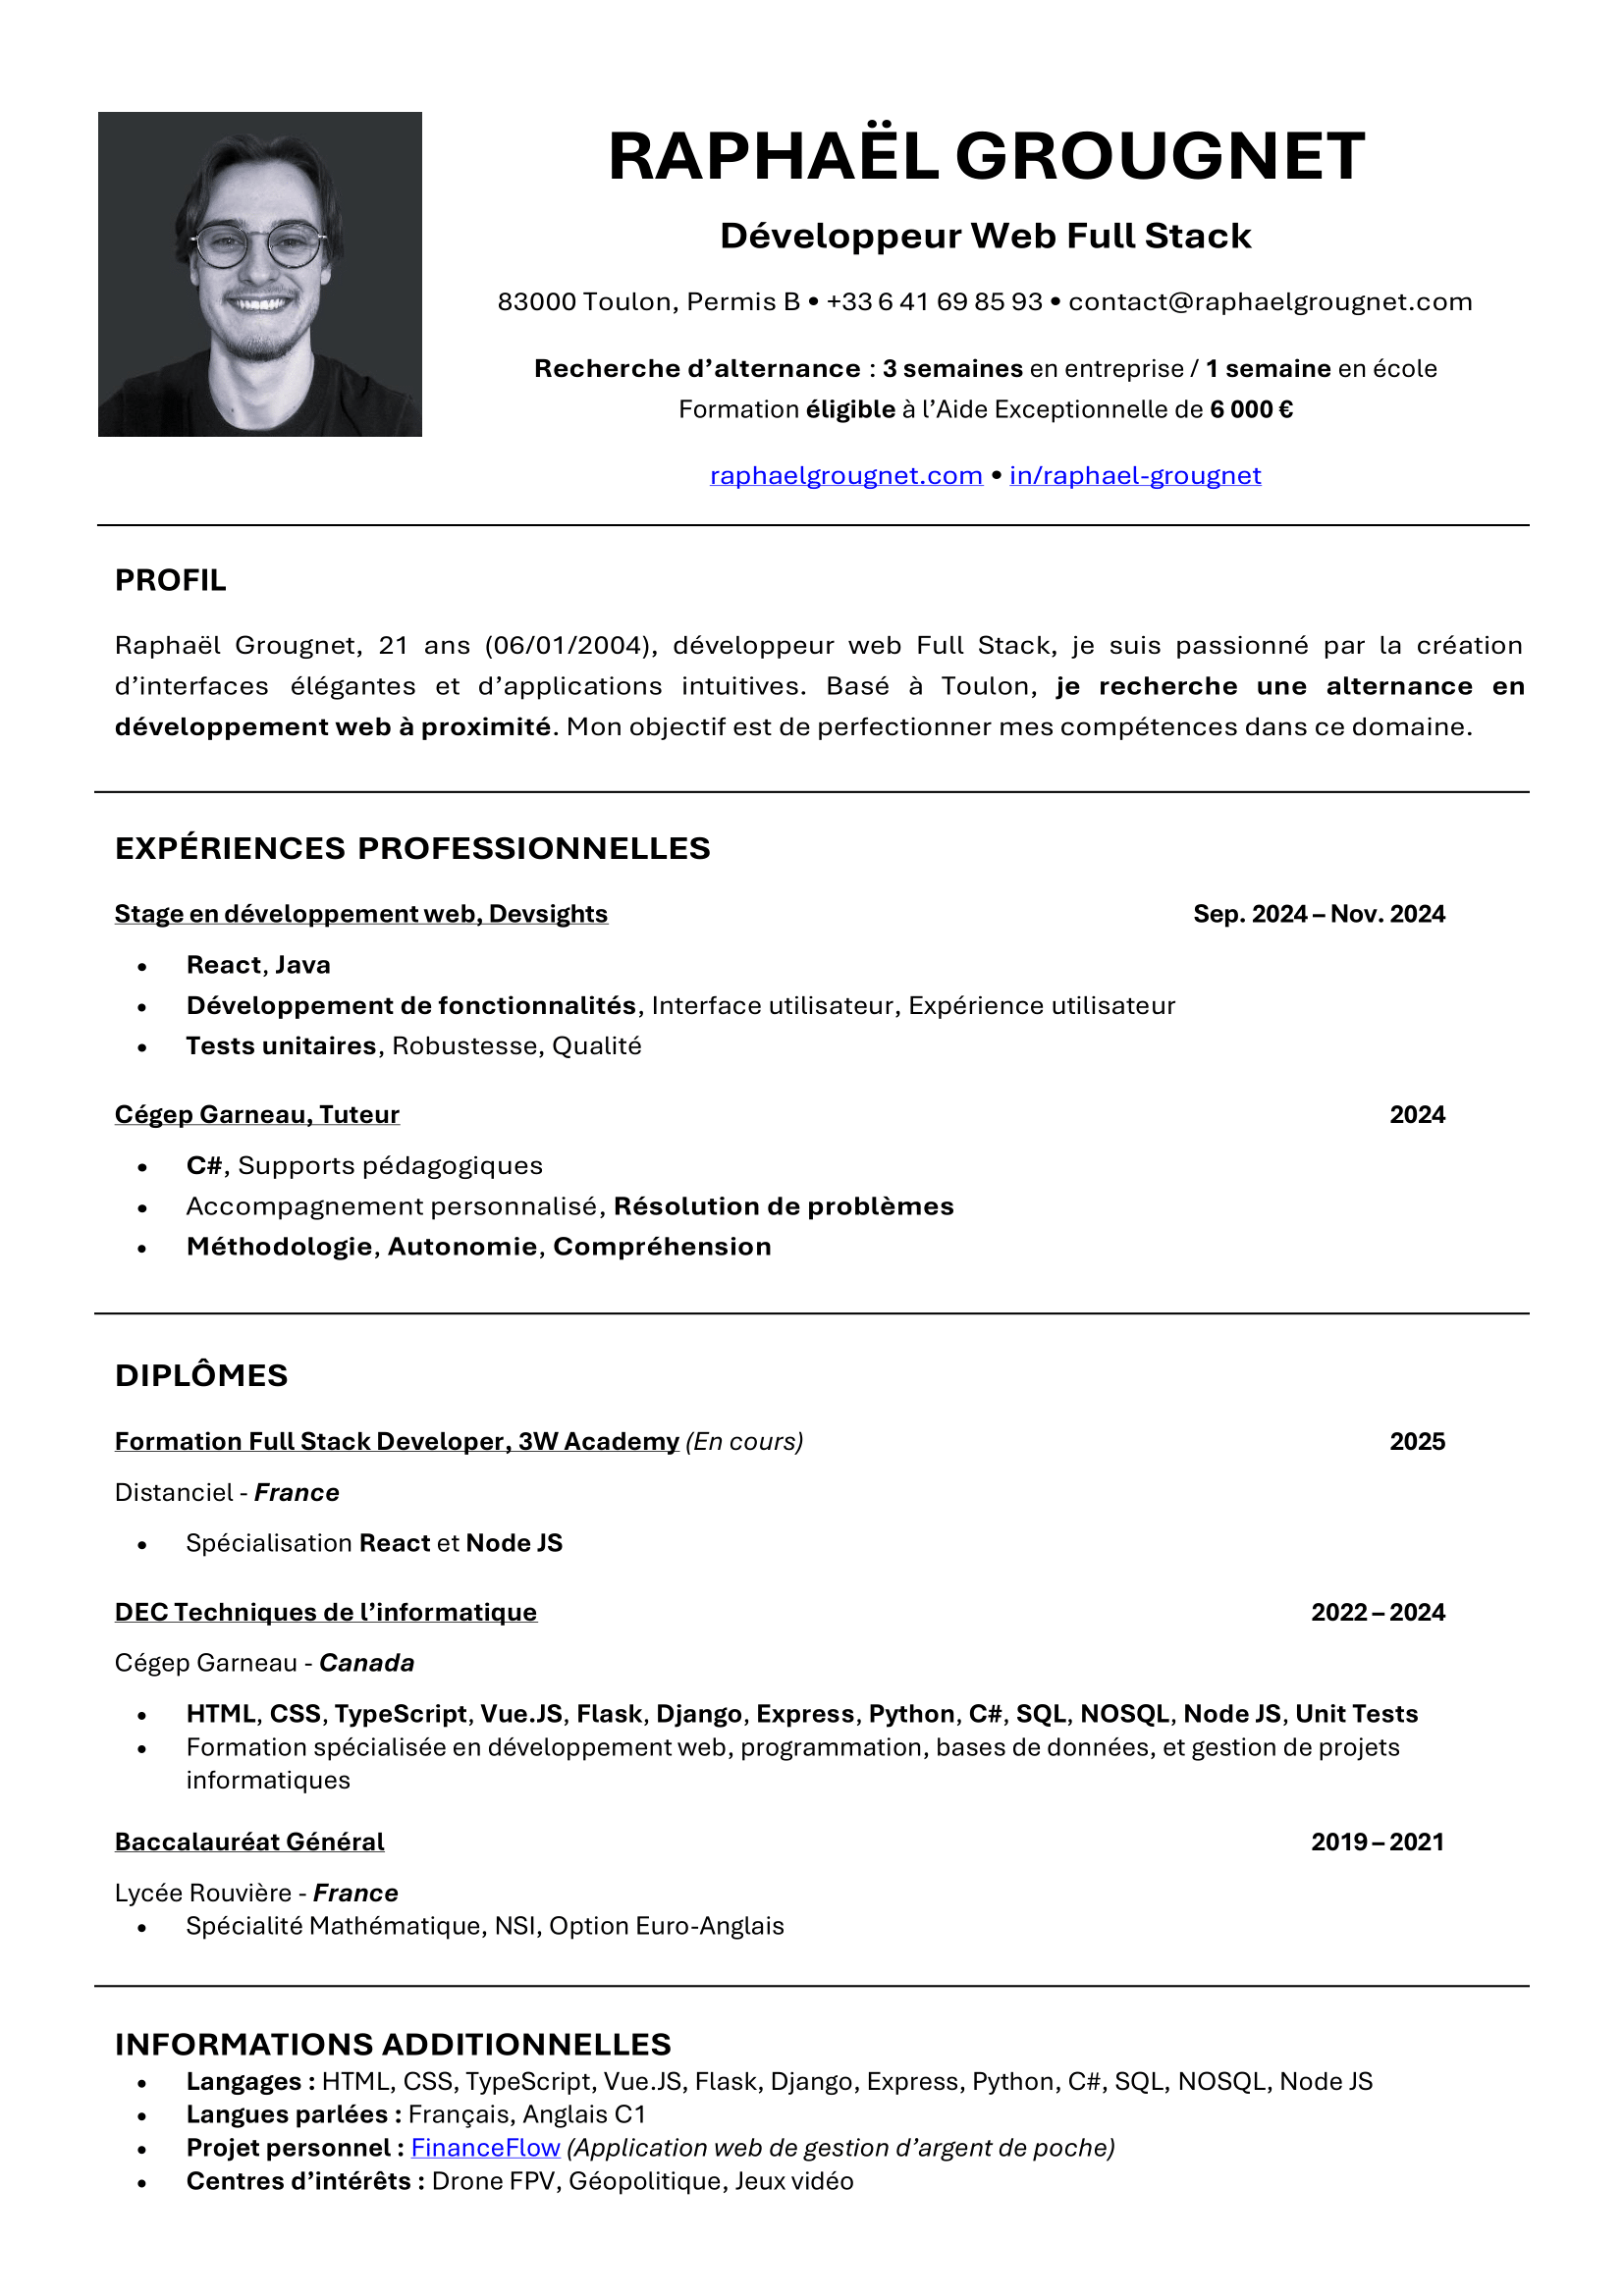 RAPHAËL GROUGNET
Développeur Web Full Stack
83000 Toulon, Permis B • +33 6 41 69 85 93 • contact@raphaelgrougnet.com
Recherche d’alternance : 3 semaines en entreprise / 1 semaine en école
Formation éligible à l’Aide Exceptionnelle de 6 000 €
raphaelgrougnet.com • in/raphael-grougnet
PROFIL
Raphaël Grougnet, 21 ans (06/01/2004), développeur web Full Stack, je suis passionné par la création
d’interfaces élégantes et d’applications intuitives. Basé à Toulon, je recherche une alternance en
développement web à proximité. Mon objectif est de perfectionner mes compétences dans ce domaine.
EXPÉRIENCES PROFESSIONNELLES
Stage en développement web, Devsights Sep. 2024 – Nov. 2024
• React, Java
• Développement de fonctionnalités, Interface utilisateur, Expérience utilisateur
• Tests unitaires, Robustesse, Qualité
Cégep Garneau, Tuteur 2024
• C#, Supports pédagogiques
• Accompagnement personnalisé, Résolution de problèmes
• Méthodologie, Autonomie, Compréhension
DIPLÔMES
Formation Full Stack Developer, 3W Academy (En cours) 2025
Distanciel - France
• Spécialisation React et Node JS
DEC Techniques de l’informatique 2022 – 2024
Cégep Garneau - Canada
• HTML, CSS, TypeScript, Vue.JS, Flask, Django, Express, Python, C#, SQL, NOSQL, Node JS, Unit Tests
• Formation spécialisée en développement web, programmation, bases de données, et gestion de projets
informatiques
Baccalauréat Général 2019 – 2021
Lycée Rouvière - France
• Spécialité Mathématique, NSI, Option Euro-Anglais
INFORMATIONS ADDITIONNELLES
• Langages : HTML, CSS, TypeScript, Vue.JS, Flask, Django, Express, Python, C#, SQL, NOSQL, Node JS
• Langues parlées : Français, Anglais C1
• Projet personnel : FinanceFlow (Application web de gestion d’argent de poche)
• Centres d’intérêts : Drone FPV, Géopolitique, Jeux vidéo